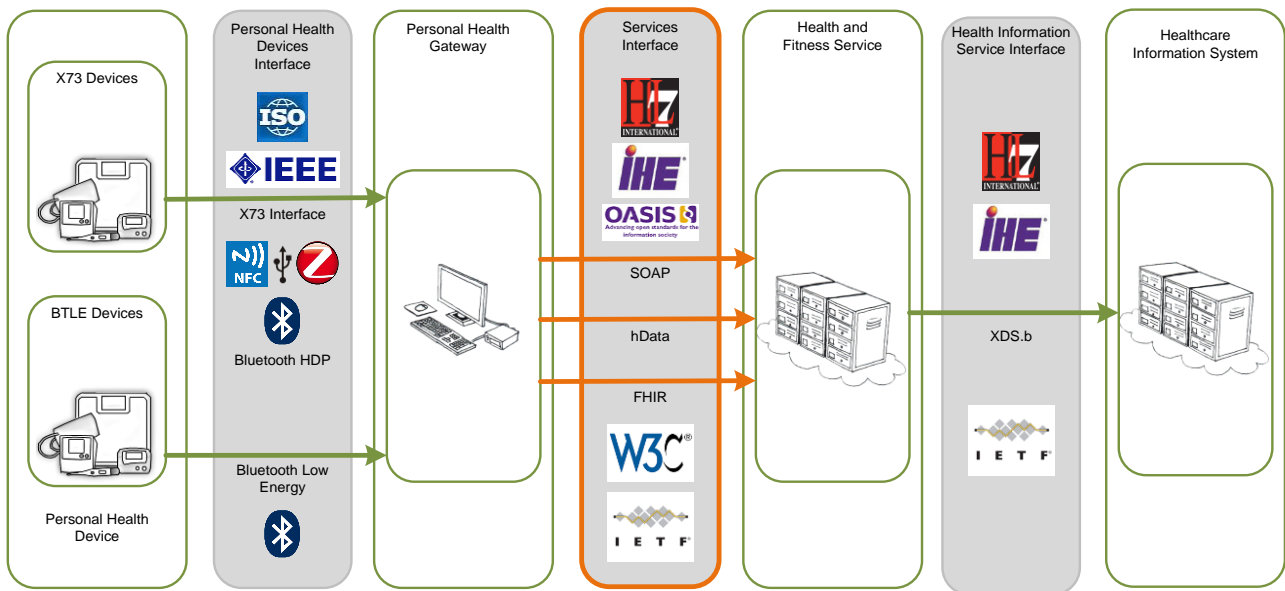 X73 Devices
BTLE Devices
Personal Health
Device
Personal Health
Devices
Interface
ISO
IEEE
X73 Interface
NFC
Z
Bluetooth HDP
Bluetooth Low
Energy
Personal Health
Gateway
Services
Interface
HL7
INTERNATIONAL®
IHE®
OASIS
Advancing open standards for the
information society
SOAP
hData
FHIR
W3C®
IETF®
Health and
Fitness Service
Health Information
Service Interface
HL7
INTERNATIONAL®
IHE®
XDS.b
IETF®
Healthcare
Information System